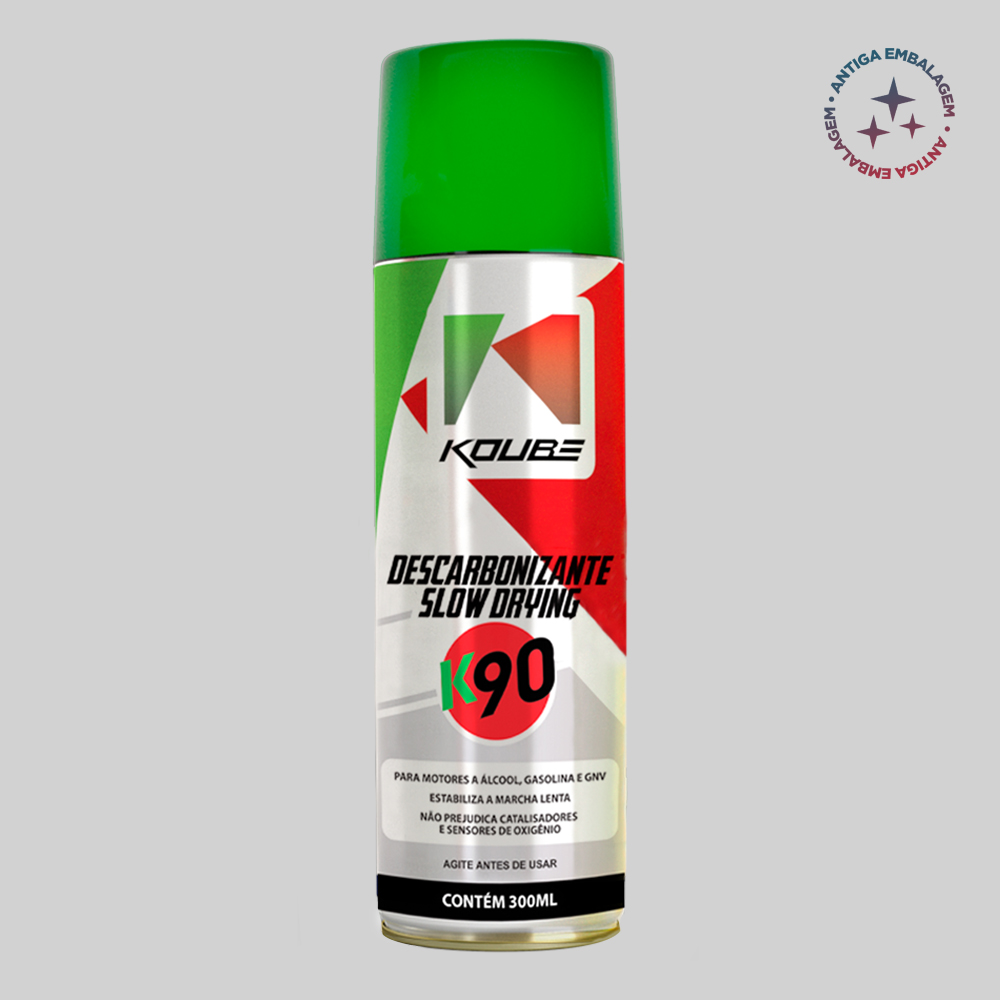 ANTIGA EMBALAGEM • ANTIGA EMBALAGEM •
KOUBE
DESCARBONIZANTE
SLOW DRYING
K90
PARA MOTORES A ÁLCOOL, GASOLINA E GNV
ESTABILIZA A MARCHA LENTA
NÃO PREJUDICA CATALISADORES
E SENSORES DE OXIGÊNIO
AGITE ANTES DE USAR
CONTÉM 300ML